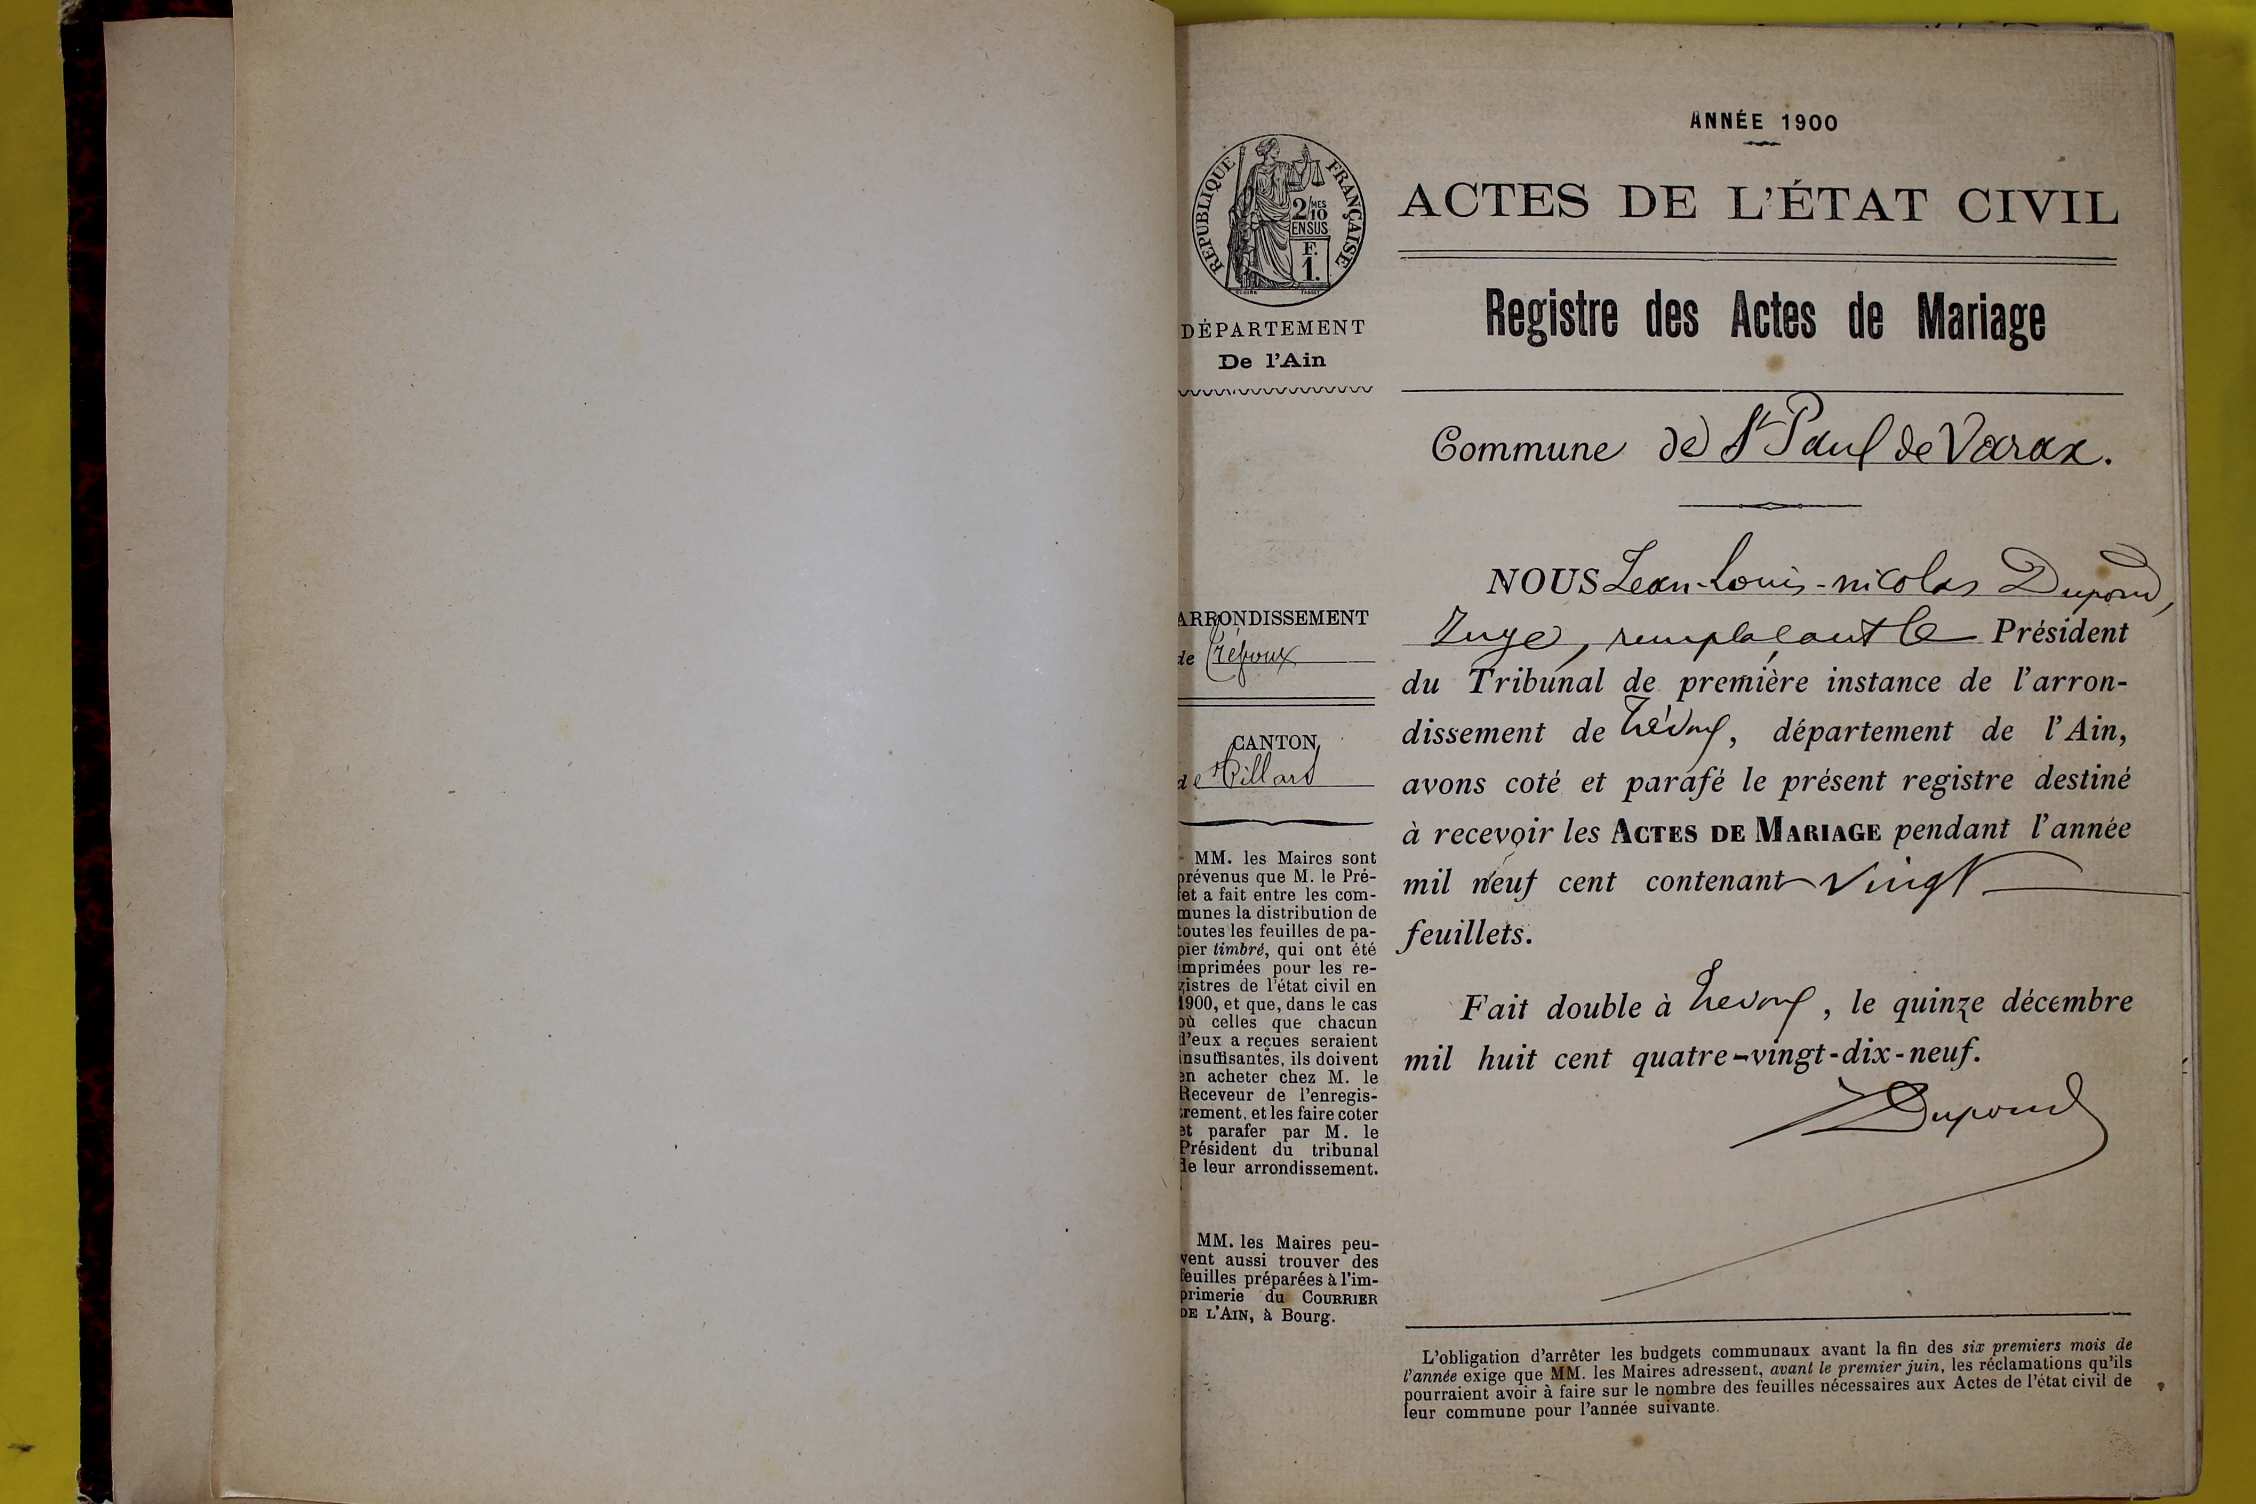 RÉPUBLIQUE FRANÇAISE
2/10 MES
EN SUS
F.
1.
DÉPARTEMENT
De l'Ain
ARRONDISSEMENT
de Trévoux
CANTON
de Villars
MM. les Maires sont
prévenus que M. le Pré-
fet a fait entre les com-
munes la distribution de
toutes les feuilles de pa-
pier timbré, qui ont été
imprimées pour les re-
gistres de l'état civil en
1900, et que, dans le cas
où celles que chacun
d'eux a reçues seraient
insuffisantes, ils doivent
en acheter chez M. le
Receveur de l'enregis-
trement, et les faire coter
et parafer par M. le
Président du tribunal
de leur arrondissement.
MM. les Maires peu-
vent aussi trouver des
feuilles préparées à l'im-
primerie du COURRIER
DE L'AIN, à Bourg.
ANNÉE 1900
ACTES DE L'ÉTAT CIVIL
Registre des Actes de Mariage
Commune de St Paul de Varax.
NOUS Jean-Louis-nicolas Dupond,
Juge, remplaçant le Président
du Tribunal de première instance de l'arron-
dissement de Trévoux, département de l'Ain,
avons coté et parafé le présent registre destiné
à recevoir les ACTES DE MARIAGE pendant l'année
mil neuf cent contenant vingt
feuillets.
Fait double à Trevoux, le quinze décembre
mil huit cent quatre-vingt-dix-neuf.
Dupond
L'obligation d'arrêter les budgets communaux avant la fin des six premiers mois de
l'année exige que MM. les Maires adressent, avant le premier juin, les réclamations qu'ils
pourraient avoir à faire sur le nombre des feuilles nécessaires aux Actes de l'état civil de
leur commune pour l'année suivante.